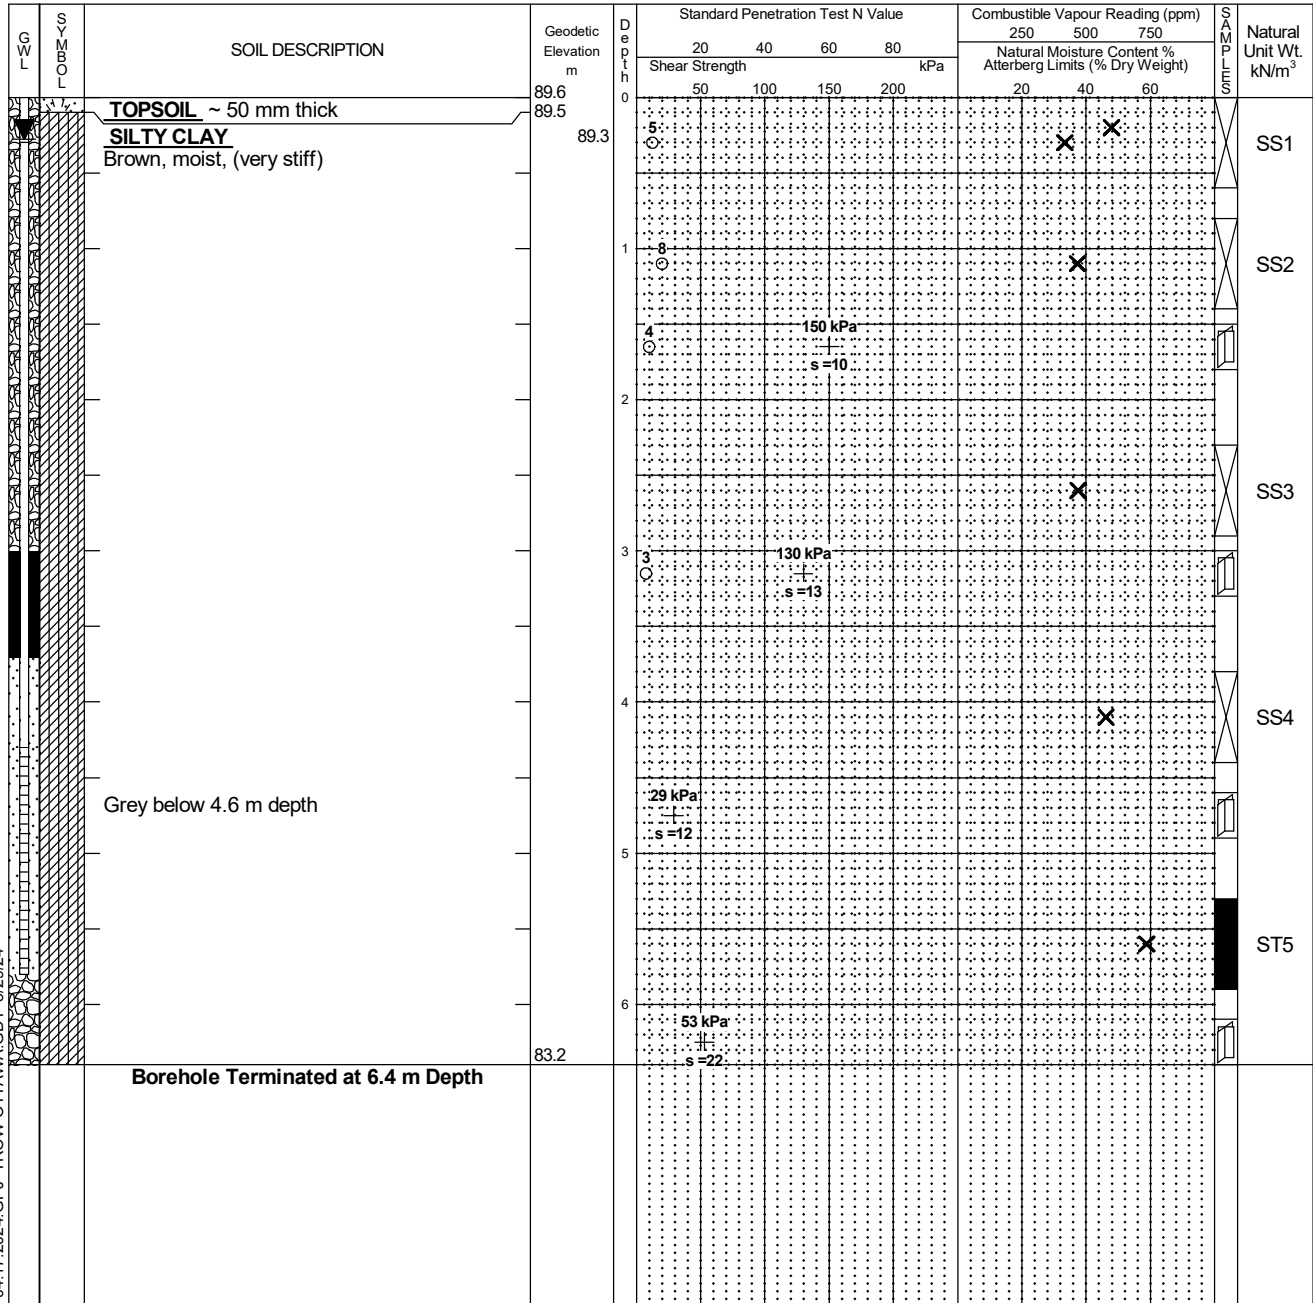 GWL
SYMBOL
SOIL DESCRIPTION
Geodetic
Elevation
m
Depth
Standard Penetration Test N Value
20 40 60 80
Shear Strength kPa
50 100 150 200
Combustible Vapour Reading (ppm)
250 500 750
Natural Moisture Content %
Atterberg Limits (% Dry Weight)
20 40 60
SAMPLES
Natural
Unit Wt.
kN/m³
89.6
0
TOPSOIL ~ 50 mm thick
89.5
SILTY CLAY
89.3
Brown, moist, (very stiff)
5
SS1
1
8
SS2
4
150 kPa
s =10
2
SS3
3
3
130 kPa
s =13
4
SS4
Grey below 4.6 m depth
29 kPa
s =12
5
ST5
6
53 kPa
s =22
83.2
Borehole Terminated at 6.4 m Depth